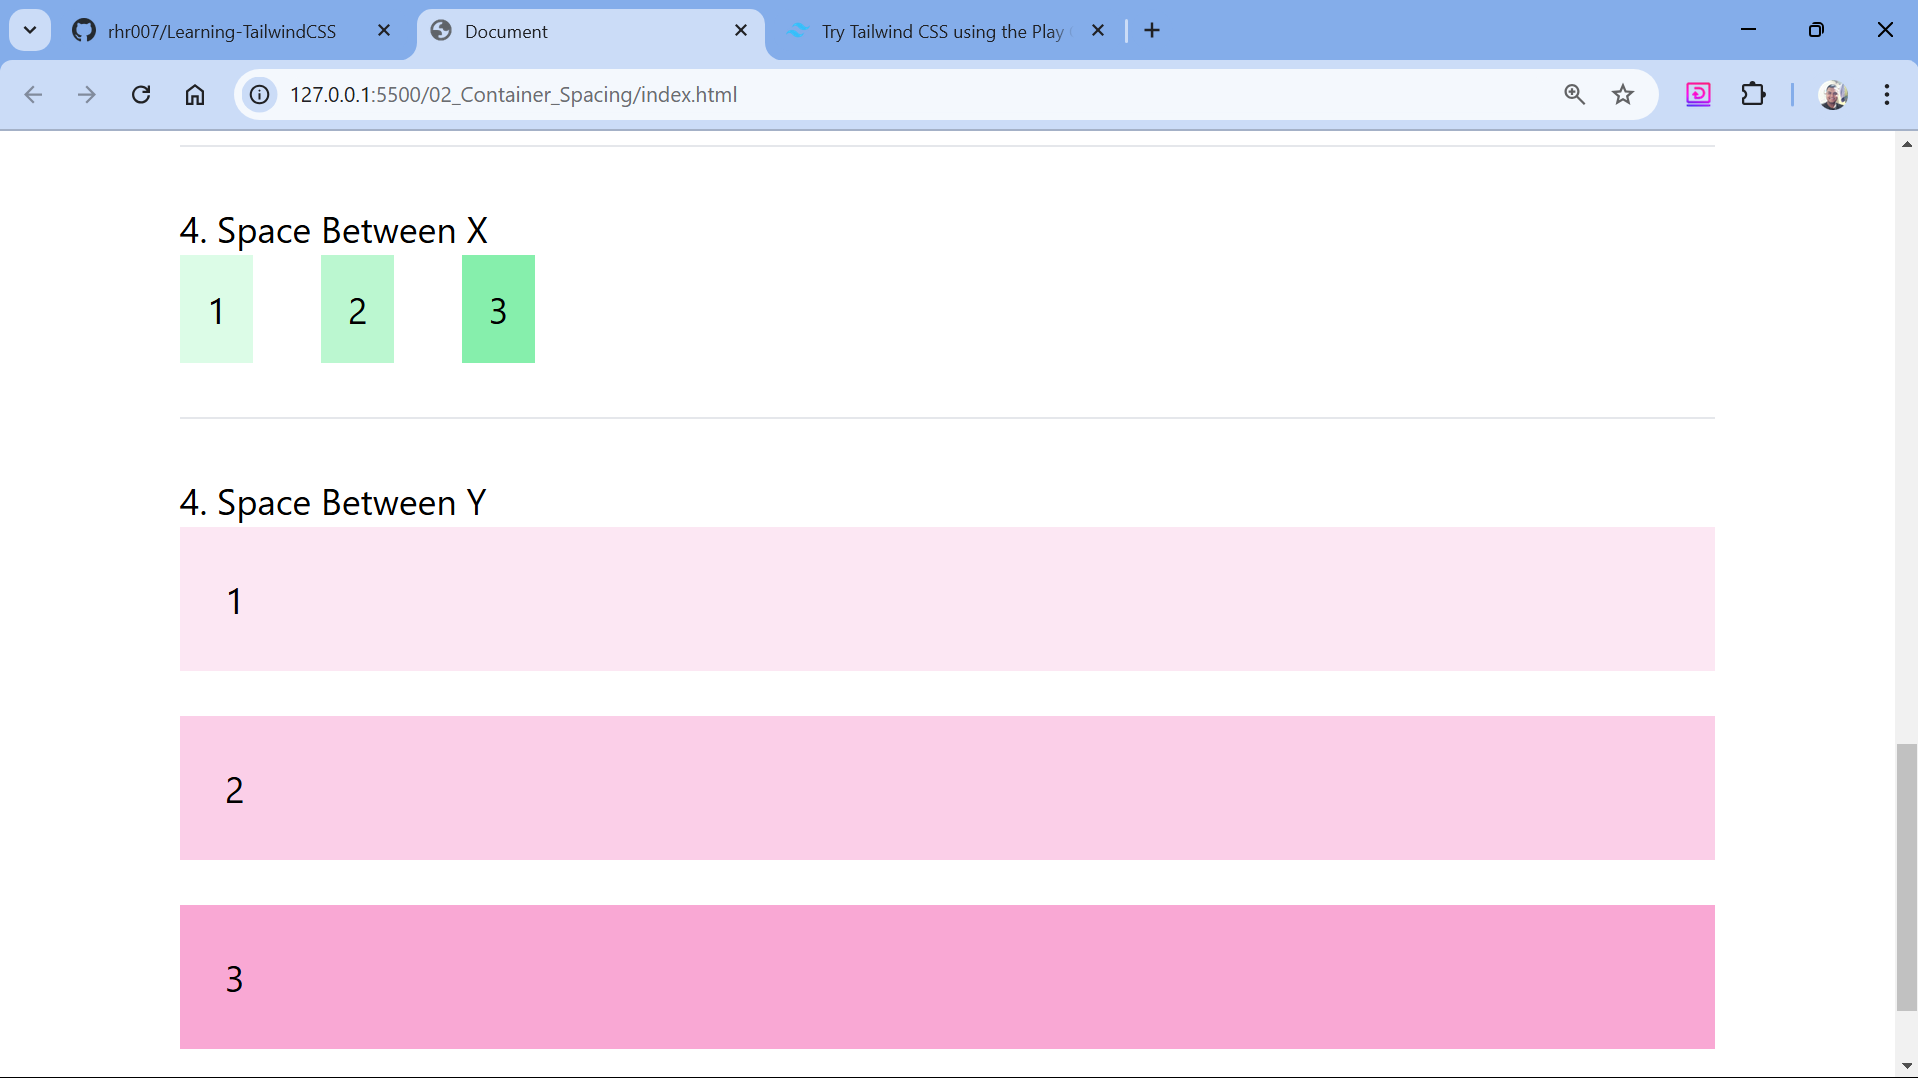 rhr007/Learning-TailwindCSS
Document
Try Tailwind CSS using the Play
127.0.0.1:5500/02_Container_Spacing/index.html
4. Space Between X
1 2 3
4. Space Between Y
1
2
3